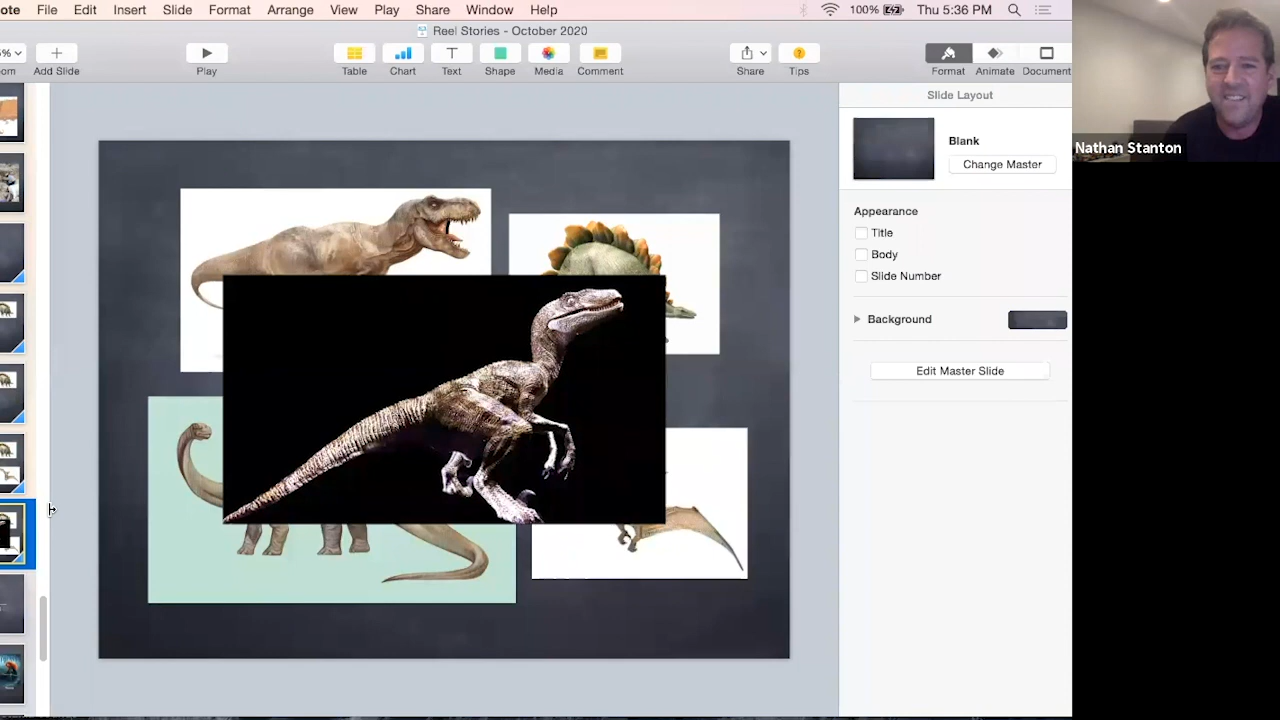 ote File Edit Insert Slide Format Arrange View Play Share Window Help 100% Thu 5:36 PM
Reel Stories - October 2020
% Add Slide Play Table Chart Text Shape Media Comment Share Tips Format Animate Document
oom
Slide Layout
Blank
Change Master
Appearance
Title
Body
Slide Number
Background
Edit Master Slide
Nathan Stanton